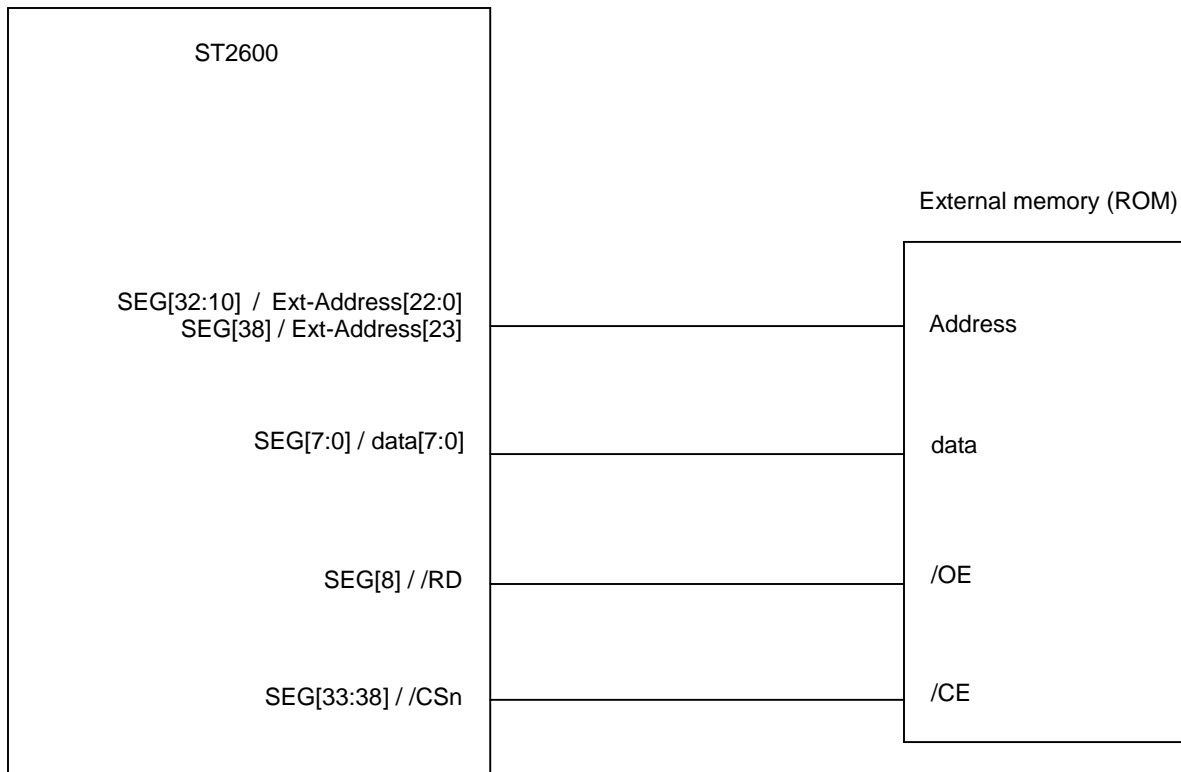 ST2600
External memory (ROM)
SEG[32:10] / Ext-Address[22:0]
SEG[38] / Ext-Address[23]
Address
SEG[7:0] / data[7:0]
data
SEG[8] / /RD
/OE
SEG[33:38] / /CSn
/CE